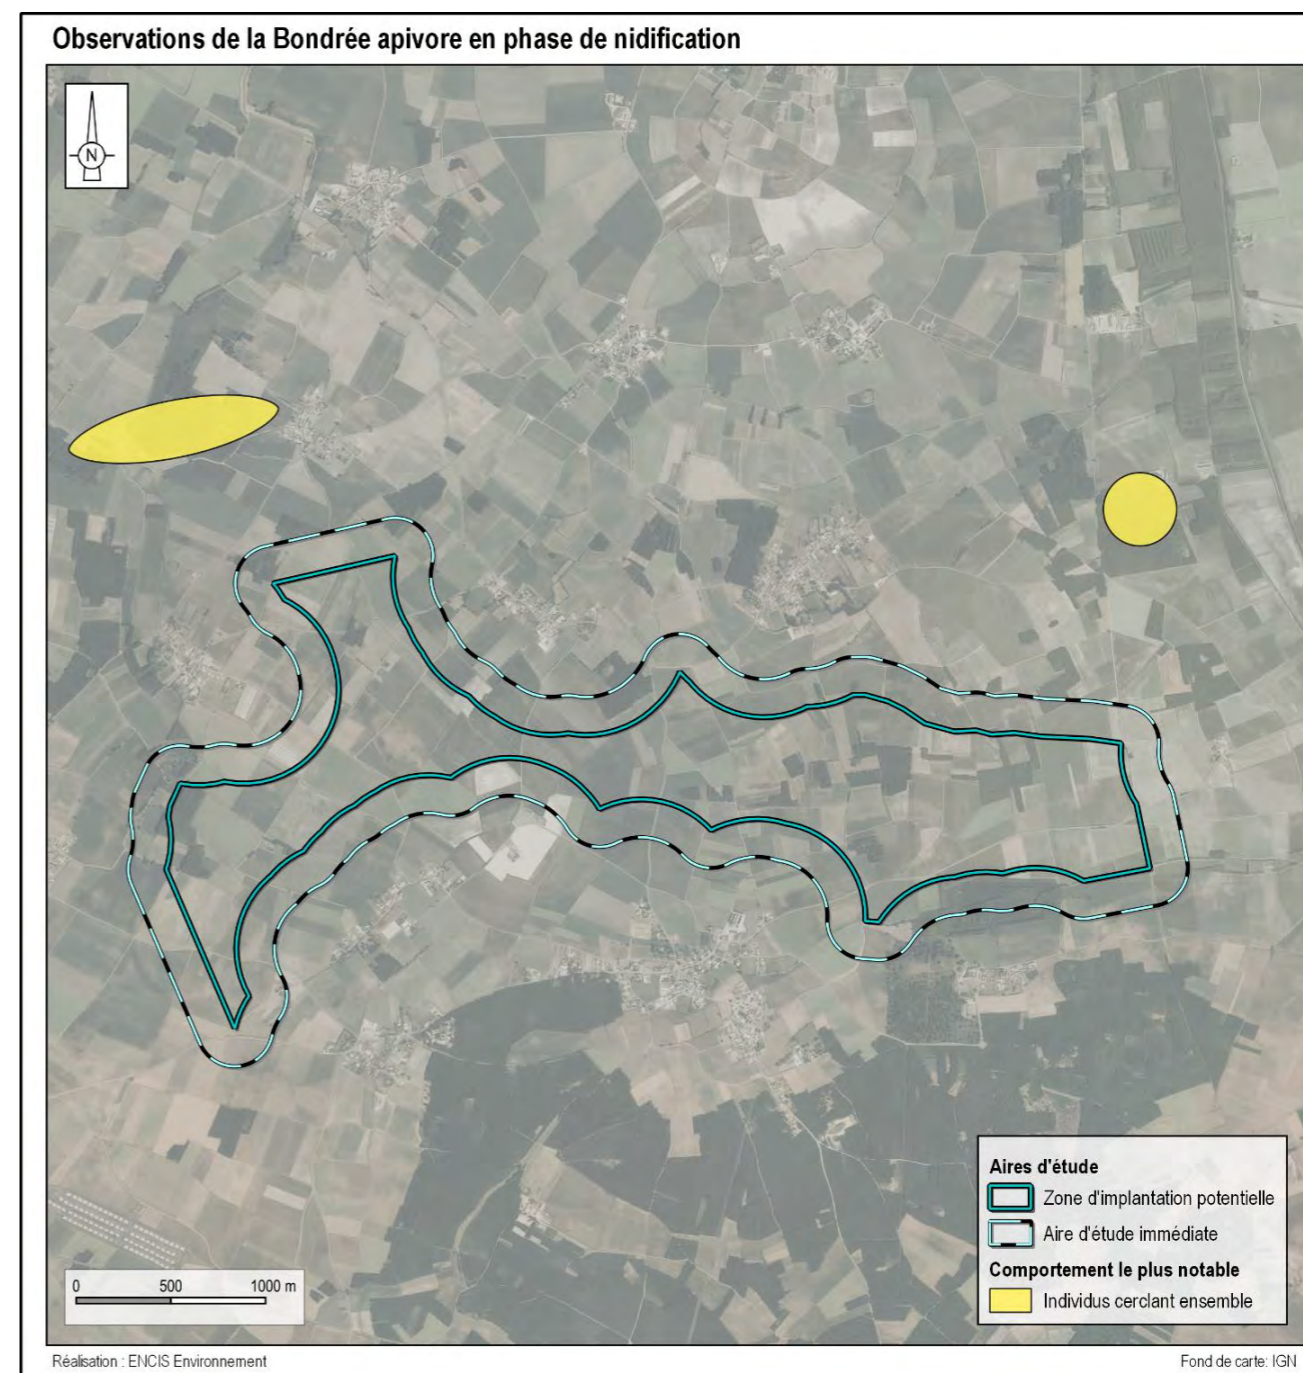 Observations de la Bondrée apivore en phase de nidification
N
Aires d'étude
Zone d'implantation potentielle
Aire d'étude immédiate
Comportement le plus notable
Individus cerclant ensemble
0 500 1000 m
Réalisation : ENCIS Environnement
Fond de carte: IGN